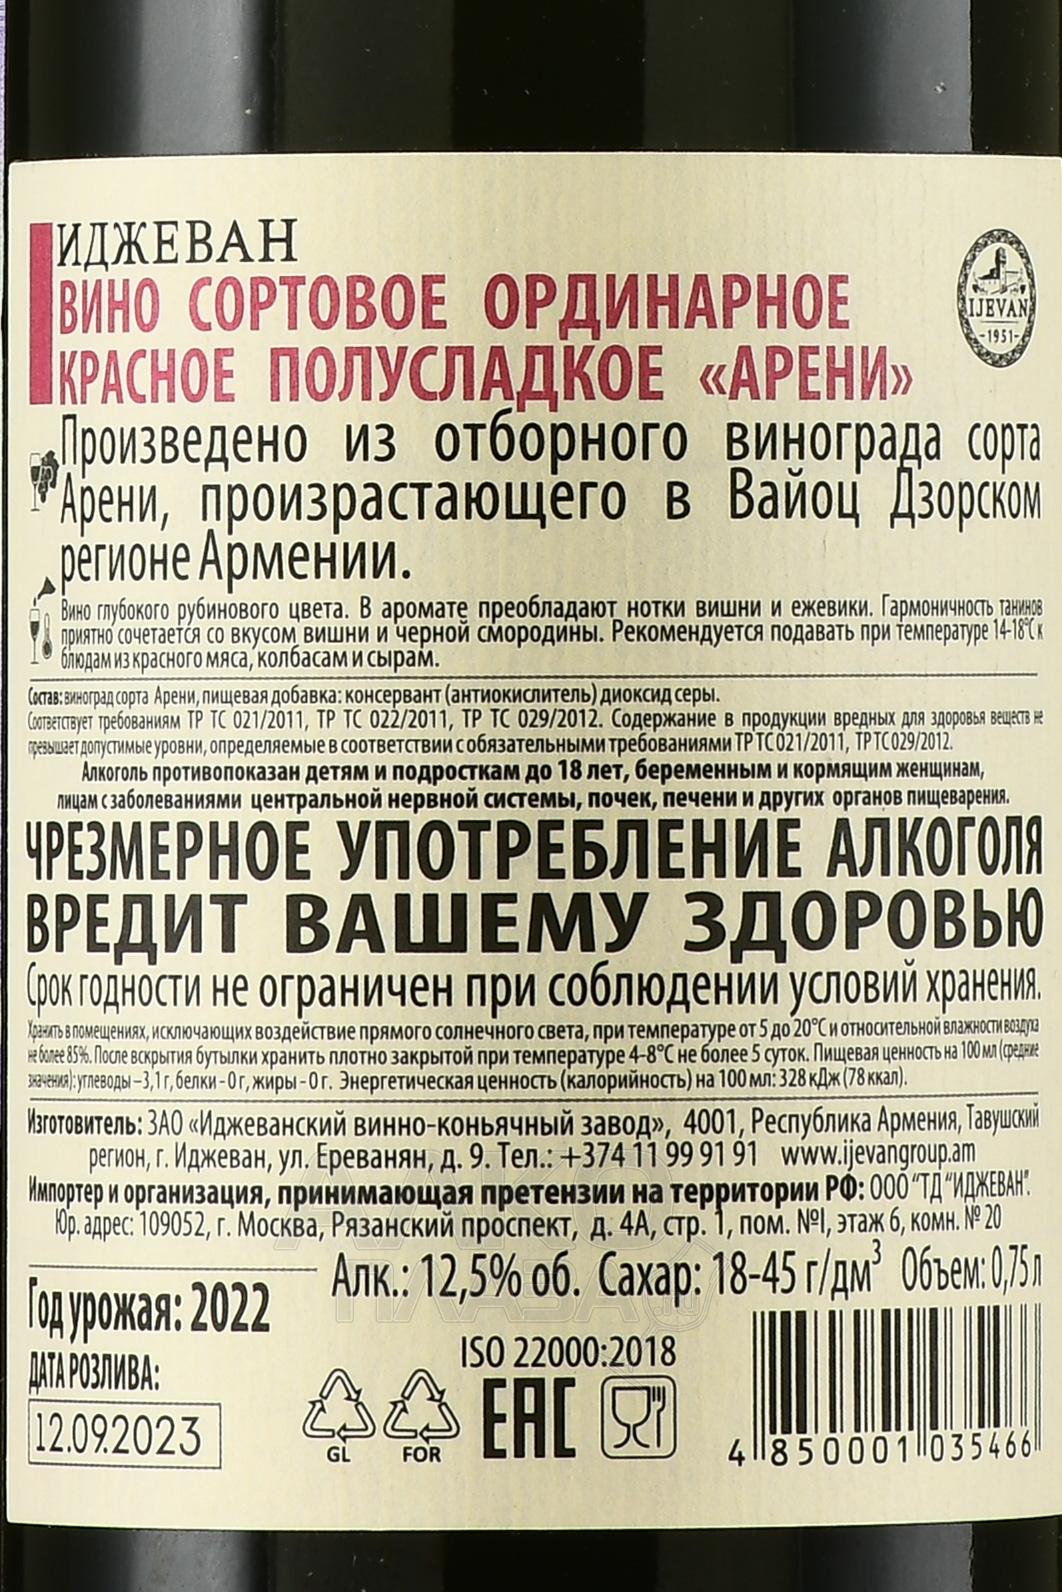 ИДЖЕВАН
ВИНО СОРТОВОЕ ОРДИНАРНОЕ
КРАСНОЕ ПОЛУСЛАДКОЕ «АРЕНИ»
IJEVAN
-1951-
Произведено из отборного винограда сорта
Арени, произрастающего в Вайоц Дзорском
регионе Армении.
Вино глубокого рубинового цвета. В аромате преобладают нотки вишни и ежевики. Гармоничность танинов
приятно сочетается со вкусом вишни и черной смородины. Рекомендуется подавать при температуре 14-18°С к
блюдам из красного мяса, колбасам и сырам.
Состав: виноград сорта Арени, пищевая добавка: консервант (антиокислитель) диоксид серы.
Соответствует требованиям ТР ТС 021/2011, ТР ТС 022/2011, ТР ТС 029/2012. Содержание в продукции вредных для здоровья веществ не
превышает допустимые уровни, определяемые в соответствии с обязательными требованиями ТР ТС 021/2011, ТР ТС 029/2012.
Алкоголь противопоказан детям и подросткам до 18 лет, беременным и кормящим женщинам,
лицам с заболеваниями центральной нервной системы, почек, печени и других органов пищеварения.
ЧРЕЗМЕРНОЕ УПОТРЕБЛЕНИЕ АЛКОГОЛЯ
ВРЕДИТ ВАШЕМУ ЗДОРОВЬЮ
Срок годности не ограничен при соблюдении условий хранения.
Хранить в помещениях, исключающих воздействие прямого солнечного света, при температуре от 5 до 20°С и относительной влажности воздуха
не более 85%. После вскрытия бутылки хранить плотно закрытой при температуре 4-8°С не более 5 суток. Пищевая ценность на 100 мл (средние
значения): углеводы – 3,1 г, белки - 0 г, жиры - 0 г. Энергетическая ценность (калорийность) на 100 мл: 328 кДж (78 ккал).
Изготовитель: ЗАО «Иджеванский винно-коньячный завод», 4001, Республика Армения, Тавушский
регион, г. Иджеван, ул. Ереванян, д. 9. Тел.: +374 11 99 91 91 www.ijevangroup.am
Импортер и организация, принимающая претензии на территории РФ: ООО "ТД "ИДЖЕВАН".
Юр. адрес: 109052, г. Москва, Рязанский проспект, д. 4А, стр. 1, пом. №I, этаж 6, комн. № 20
Алк.: 12,5% об. Сахар: 18-45 г/дм³ Объем: 0,75 л
Год урожая: 2022
ДАТА РОЗЛИВА:
12.09.2023
ISO 22000:2018
GL
FOR
EAC
4 850001 035466
АЛКО
ПЛАЗА.ru